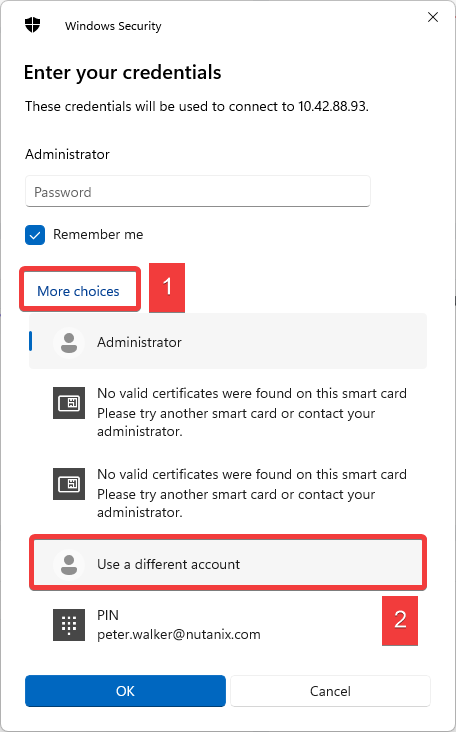 Windows Security
Enter your credentials
These credentials will be used to connect to 10.42.88.93.
Administrator
Password
Remember me
More choices
1
Administrator
No valid certificates were found on this smart card
Please try another smart card or contact your
administrator.
No valid certificates were found on this smart card
Please try another smart card or contact your
administrator.
Use a different account
2
PIN
peter.walker@nutanix.com
OK
Cancel